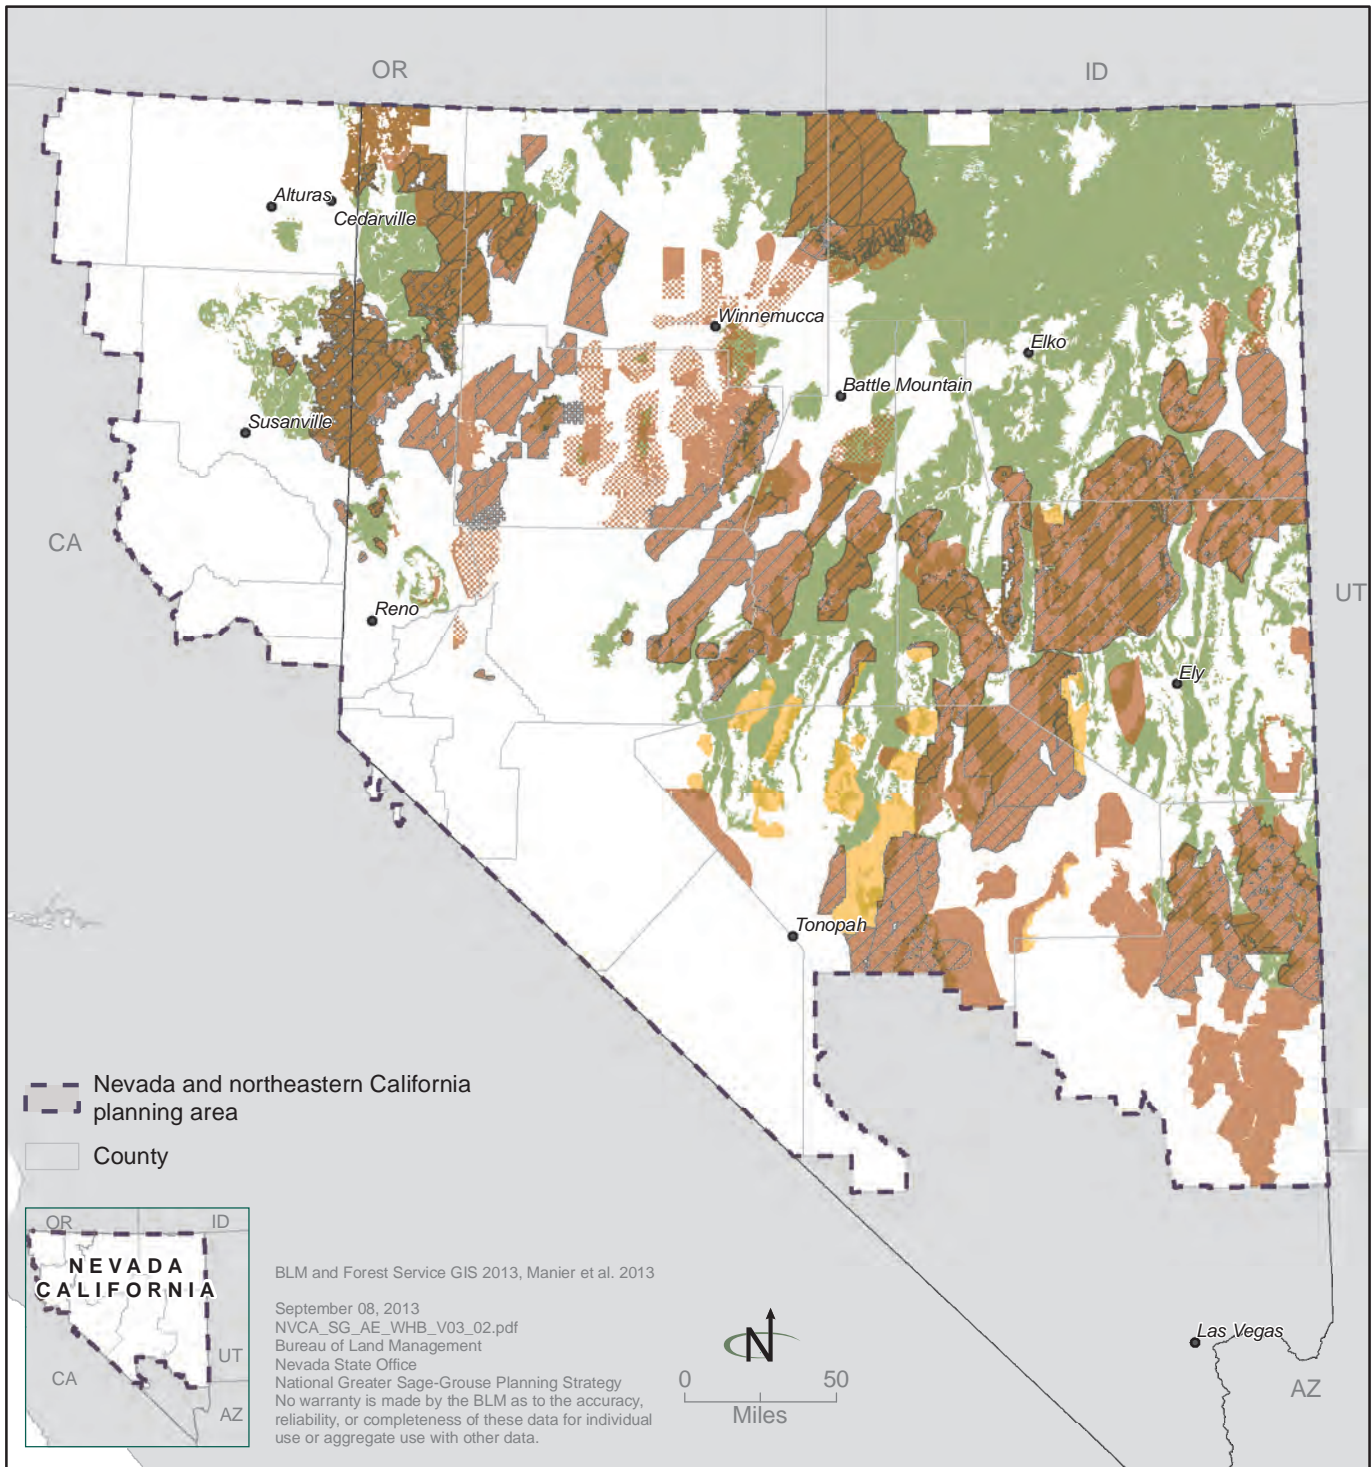 OR
ID
Alturas
Cedarville
Winnemucca
Elko
Battle Mountain
Susanville
CA
UT
Reno
Ely
Tonopah
Nevada and northeastern California
planning area
County
OR
ID
NEVADA
CALIFORNIA
UT
CA
AZ
BLM and Forest Service GIS 2013, Manier et al. 2013
September 08, 2013
NVCA_SG_AE_WHB_V03_02.pdf
Bureau of Land Management
Nevada State Office
National Greater Sage-Grouse Planning Strategy
No warranty is made by the BLM as to the accuracy,
reliability, or completeness of these data for individual
use or aggregate use with other data.
N
0 50
Miles
Las Vegas
AZ